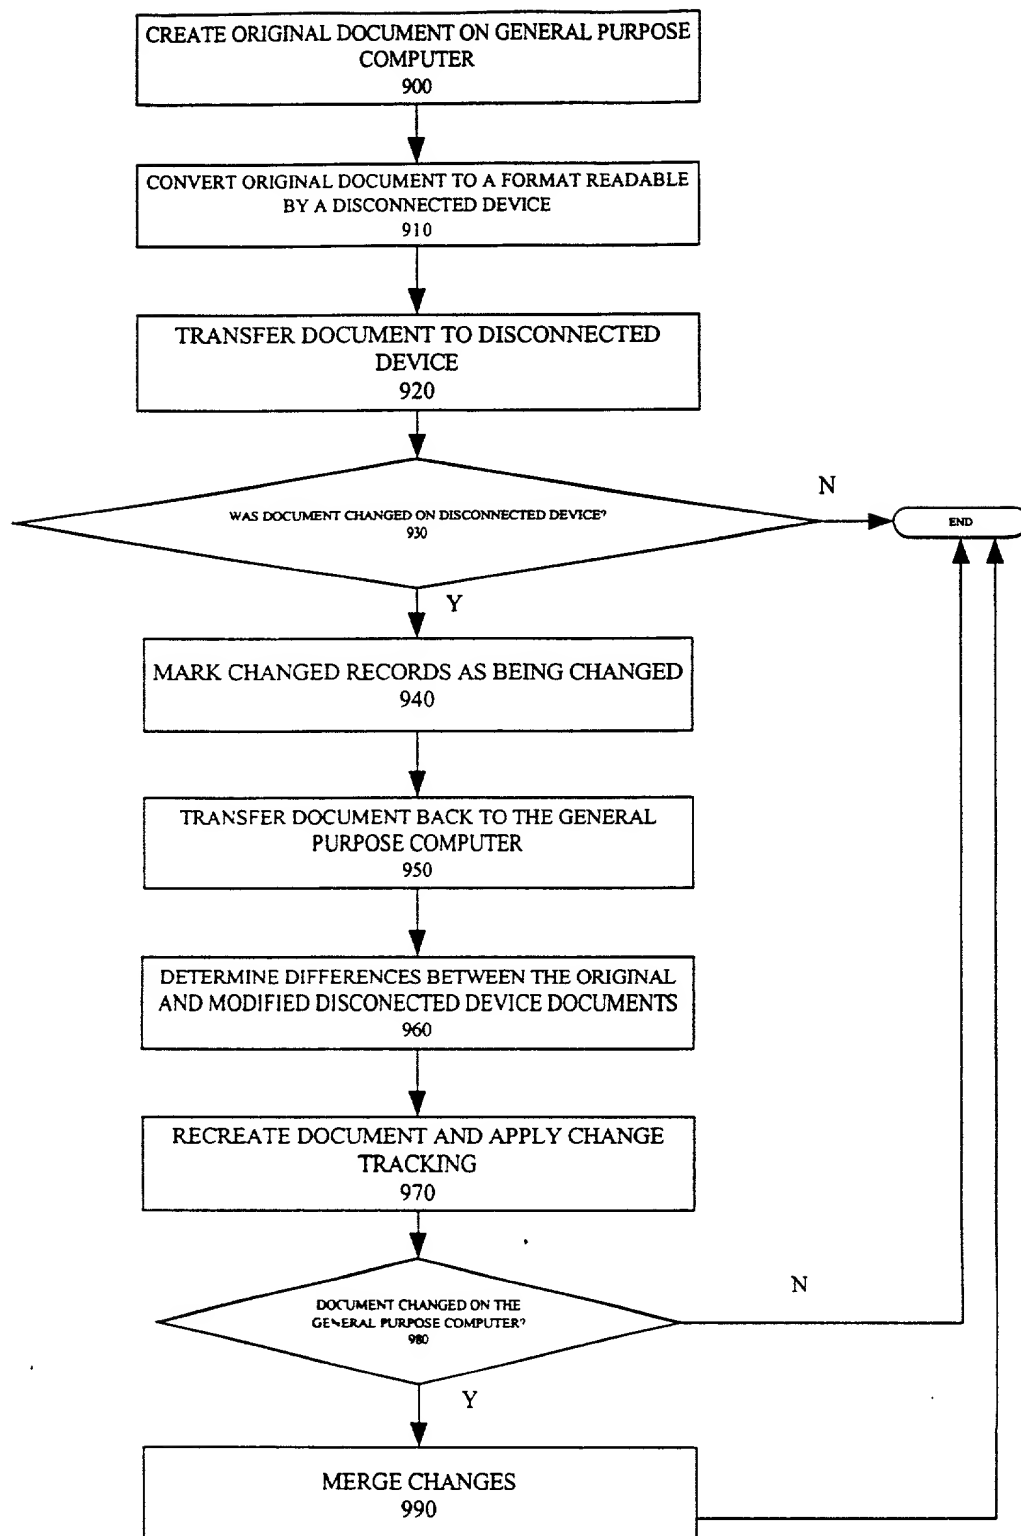 CREATE ORIGINAL DOCUMENT ON GENERAL PURPOSE
COMPUTER
900
CONVERT ORIGINAL DOCUMENT TO A FORMAT READABLE
BY A DISCONNECTED DEVICE
910
TRANSFER DOCUMENT TO DISCONNECTED
DEVICE
920
WAS DOCUMENT CHANGED ON DISCONNECTED DEVICE?
930
N
END
Y
MARK CHANGED RECORDS AS BEING CHANGED
940
TRANSFER DOCUMENT BACK TO THE GENERAL
PURPOSE COMPUTER
950
DETERMINE DIFFERENCES BETWEEN THE ORIGINAL
AND MODIFIED DISCONECTED DEVICE DOCUMENTS
960
RECREATE DOCUMENT AND APPLY CHANGE
TRACKING
970
DOCUMENT CHANGED ON THE
GENERAL PURPOSE COMPUTER?
980
N
Y
MERGE CHANGES
990